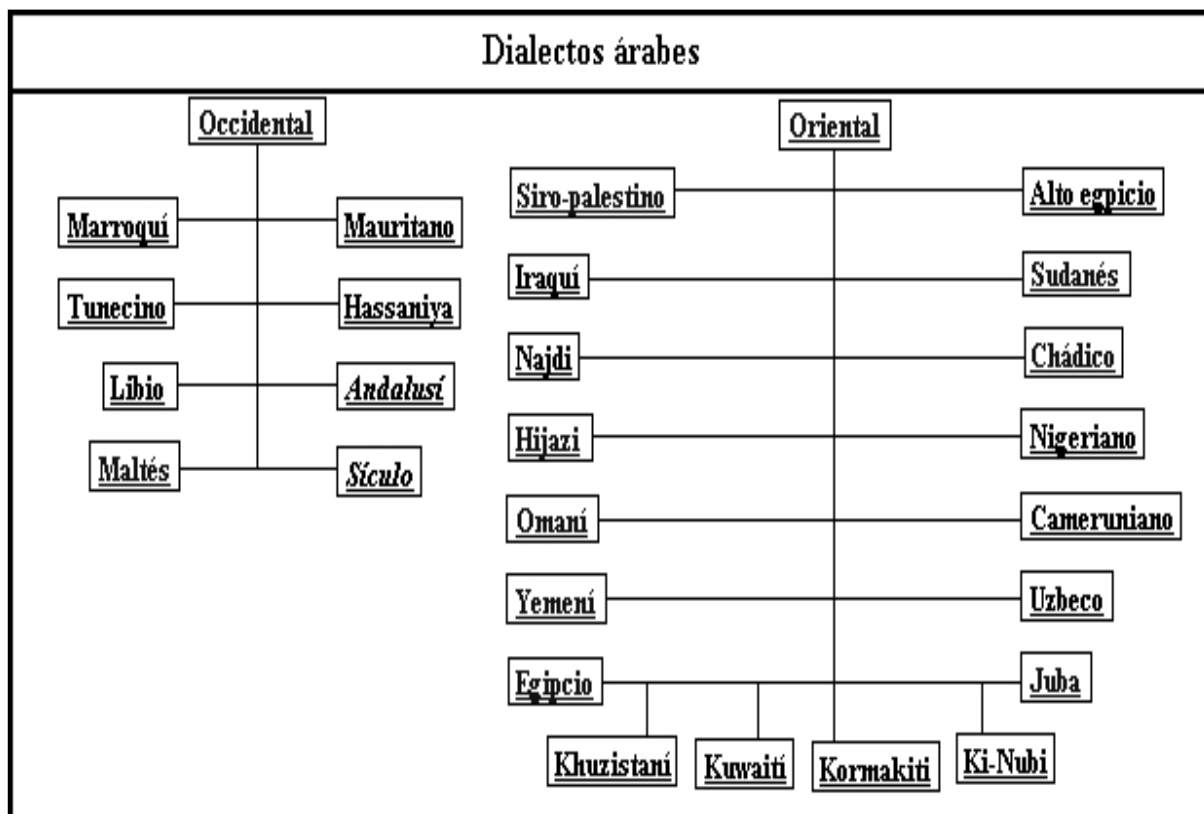 Dialectos árabes
Occidental
Marroquí
Mauritano
Tunecino
Hassaniya
Libio
Andalusí
Maltés
Sículo
Oriental
Siro-palestino
Alto egpicio
Iraquí
Sudanés
Najdi
Chádico
Hijazi
Nigeriano
Omaní
Cameruniano
Yemení
Uzbeco
Egipcio
Juba
Khuzistaní
Kuwaití
Kormakiti
Ki-Nubi